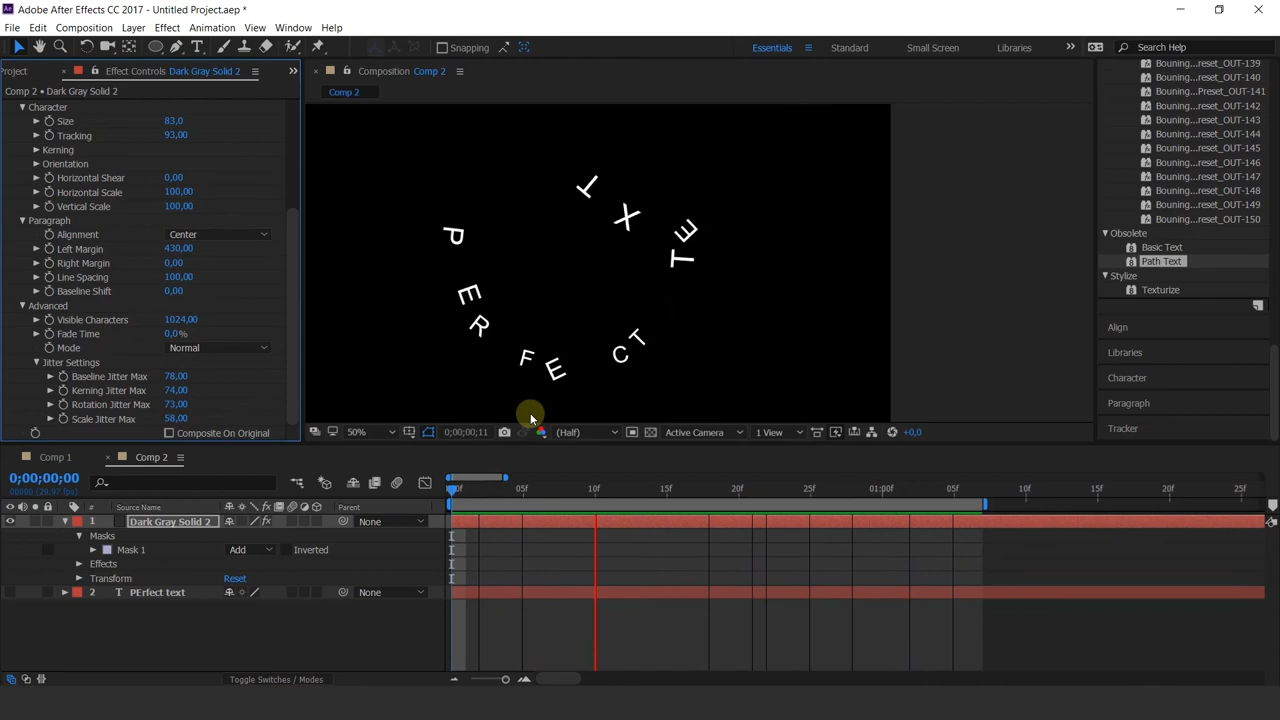 Adobe After Effects CC 2017 - Untitled Project.aep *
File Edit Composition Layer Effect Animation View Window Help
Snapping Essentials Standard Small Screen Libraries Search Help
Project Effect Controls Dark Gray Solid 2
Composition Comp 2
Comp 2 • Dark Gray Solid 2
Comp 2
Character
Size 83,0
Tracking 93,00
Kerning
Orientation
Horizontal Shear 0,00
Horizontal Scale 100,00
Vertical Scale 100,00
Paragraph
Alignment Center
Left Margin 430,00
Right Margin 0,00
Line Spacing 100,00
Baseline Shift 0,00
Advanced
Visible Characters 1024,00
Fade Time 0,0%
Mode Normal
Jitter Settings
Baseline Jitter Max 78,00
Kerning Jitter Max 74,00
Rotation Jitter Max 73,00
Scale Jitter Max 58,00
Composite On Original
PERFECT TEXT
50% 0;00;00;11 (Half) Active Camera 1 View +0,0
Bouning...reset_OUT-139
Bouning...reset_OUT-140
Bouning...Preset_OUT-141
Bouning...reset_OUT-142
Bouning...reset_OUT-143
Bouning...reset_OUT-144
Bouning...reset_OUT-145
Bouning...reset_OUT-146
Bouning...reset_OUT-147
Bouning...reset_OUT-148
Bouning...reset_OUT-149
Bouning...reset_OUT-150
Obsolete
Basic Text
Path Text
Stylize
Texturize
Align
Libraries
Character
Paragraph
Tracker
Comp 1 Comp 2
0;00;00;00
00000 (29.97 fps)
05f 10f 15f 20f 25f 01:00f 05f 10f 15f 20f 25f
# Source Name Parent
1 Dark Gray Solid 2 None
Masks
Mask 1 Add Inverted
Effects
Transform Reset
2 T PErfect text None
Toggle Switches / Modes